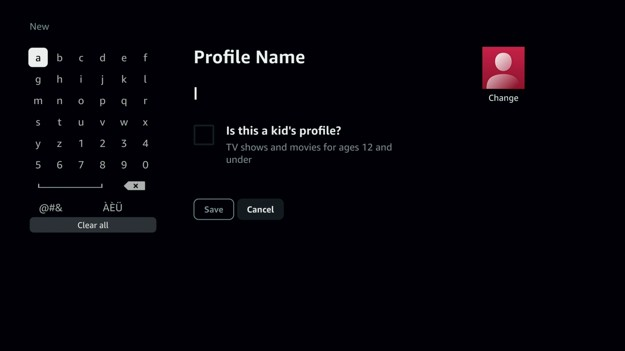 New
a b c d e f
g h i j k l
m n o p q r
s t u v w x
y z 1 2 3 4
5 6 7 8 9 0
@#& ÀÈÜ
Clear all
Profile Name
Is this a kid's profile?
TV shows and movies for ages 12 and
under
Save Cancel
Change